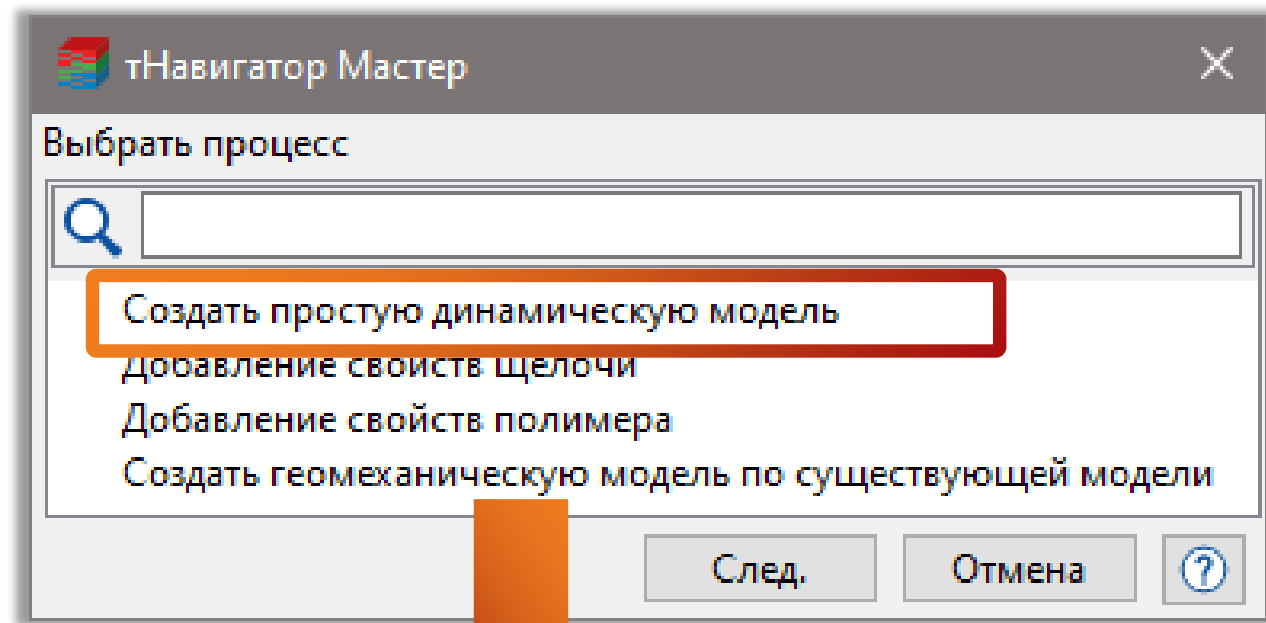 тНавигатор Мастер
Выбрать процесс
Создать простую динамическую модель
Добавление свойств щелочи
Добавление свойств полимера
Создать геомеханическую модель по существующей модели
След. Отмена ?